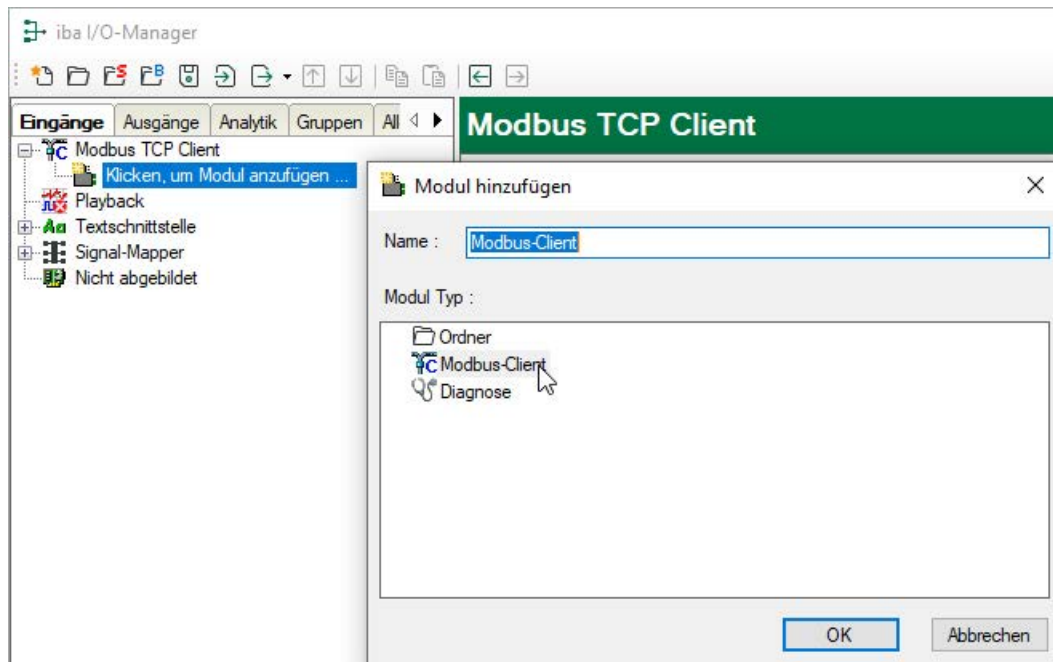 iba I/O-Manager
Eingänge Ausgänge Analytik Gruppen All
Modbus TCP Client
Modbus TCP Client
Klicken, um Modul anzufügen ...
Playback
Textschnittstelle
Signal-Mapper
Nicht abgebildet
Modul hinzufügen
Name : Modbus-Client
Modul Typ :
Ordner
Modbus-Client
Diagnose
OK Abbrechen